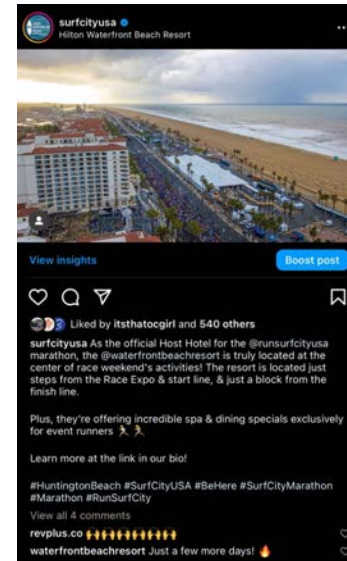 surfcityusa
Hilton Waterfront Beach Resort
View insights
Boost post
Liked by itsthatocgirl and 540 others
surfcityusa As the official Host Hotel for the @runsurfcityusa
marathon, the @waterfrontbeachresort is truly located at the
center of race weekend's activities! The resort is located just
steps from the Race Expo & start line, & just a block from the
finish line.
Plus, they're offering incredible spa & dining specials exclusively
for event runners 🏃 🏃
Learn more at the link in our bio!
#HuntingtonBeach #SurfCityUSA #BeHere #SurfCityMarathon
#Marathon #RunSurfCity
View all 4 comments
revplus.co 🙌🙌🙌🙌🙌🙌🙌🙌
waterfrontbeachresort Just a few more days! 🔥